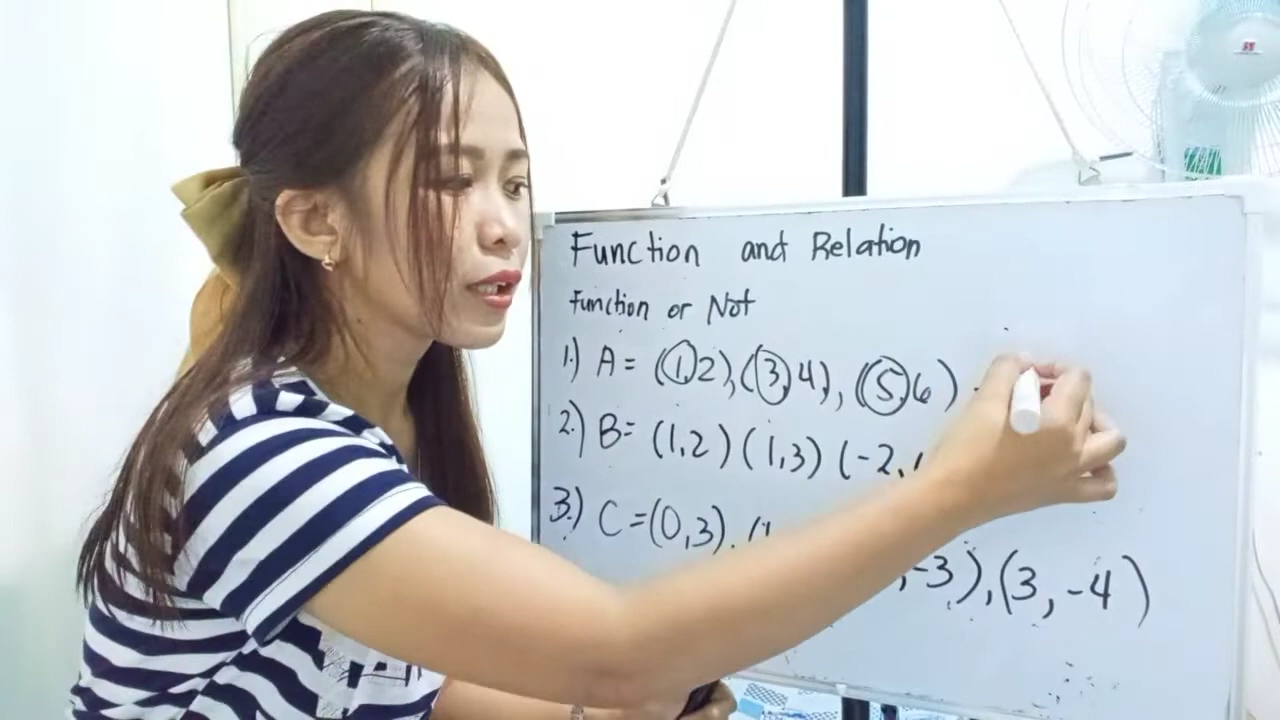 Function and Relation
Function or Not
1.) A = (1,2), (3,4), (5,6)
2.) B= (1,2) (1,3) (-2,
3.) C=(0,3), (1
,-3), (3,-4)